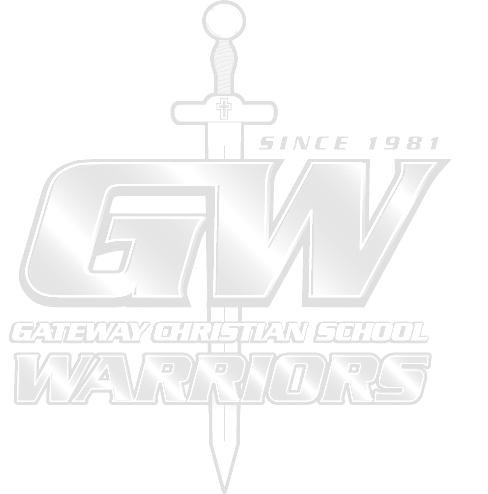 SINCE 1981
GW
GATEWAY CHRISTIAN SCHOOL
WARRIORS